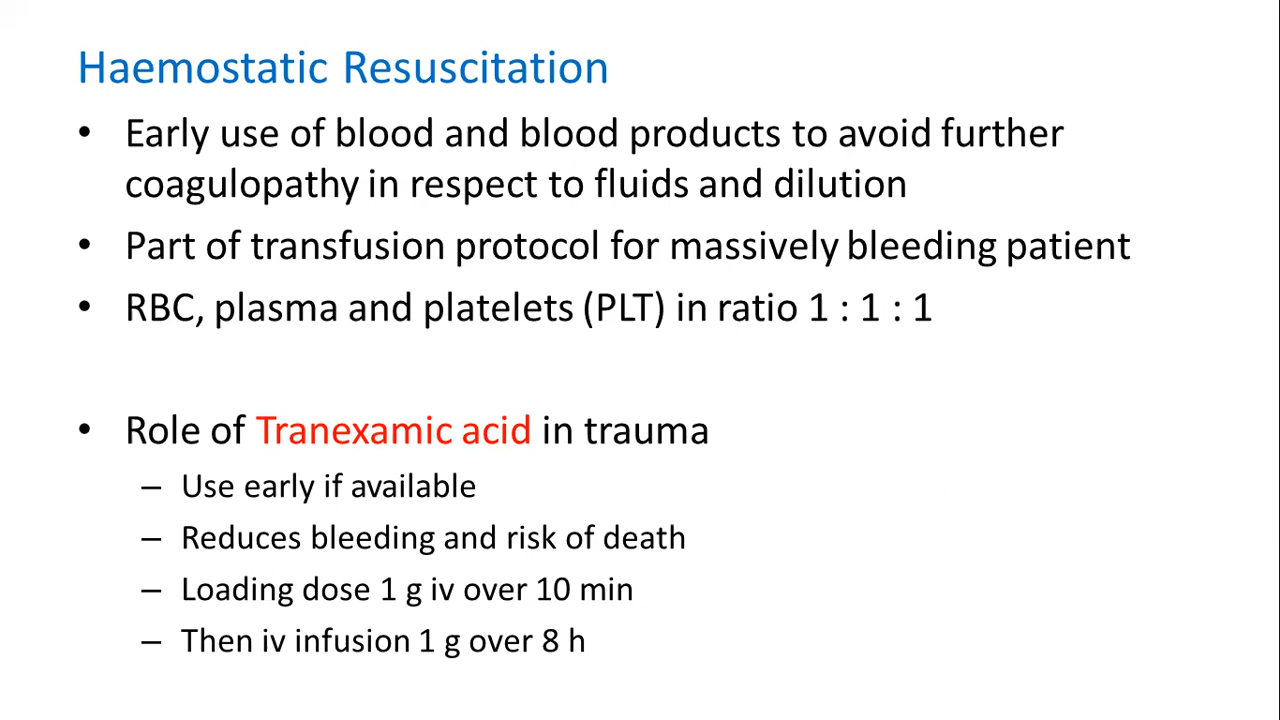 Haemostatic Resuscitation
• Early use of blood and blood products to avoid further
coagulopathy in respect to fluids and dilution
• Part of transfusion protocol for massively bleeding patient
• RBC, plasma and platelets (PLT) in ratio 1 : 1 : 1
• Role of Tranexamic acid in trauma
– Use early if available
– Reduces bleeding and risk of death
– Loading dose 1 g iv over 10 min
– Then iv infusion 1 g over 8 h